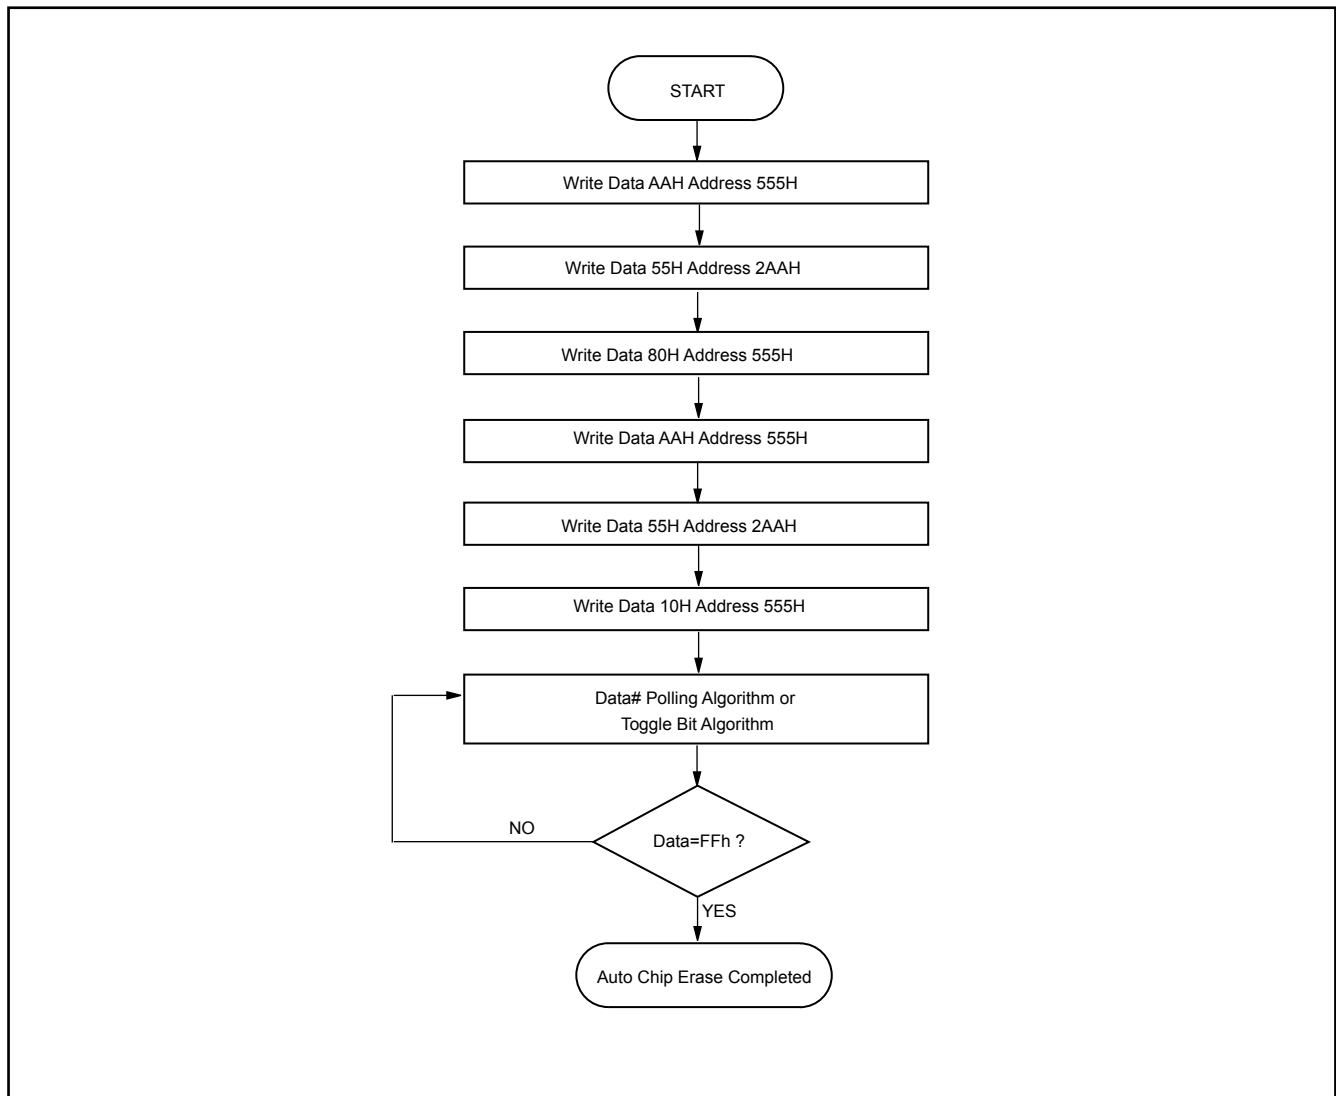 START
Write Data AAH Address 555H
Write Data 55H Address 2AAH
Write Data 80H Address 555H
Write Data AAH Address 555H
Write Data 55H Address 2AAH
Write Data 10H Address 555H
Data# Polling Algorithm or
Toggle Bit Algorithm
NO
Data=FFh ?
YES
Auto Chip Erase Completed